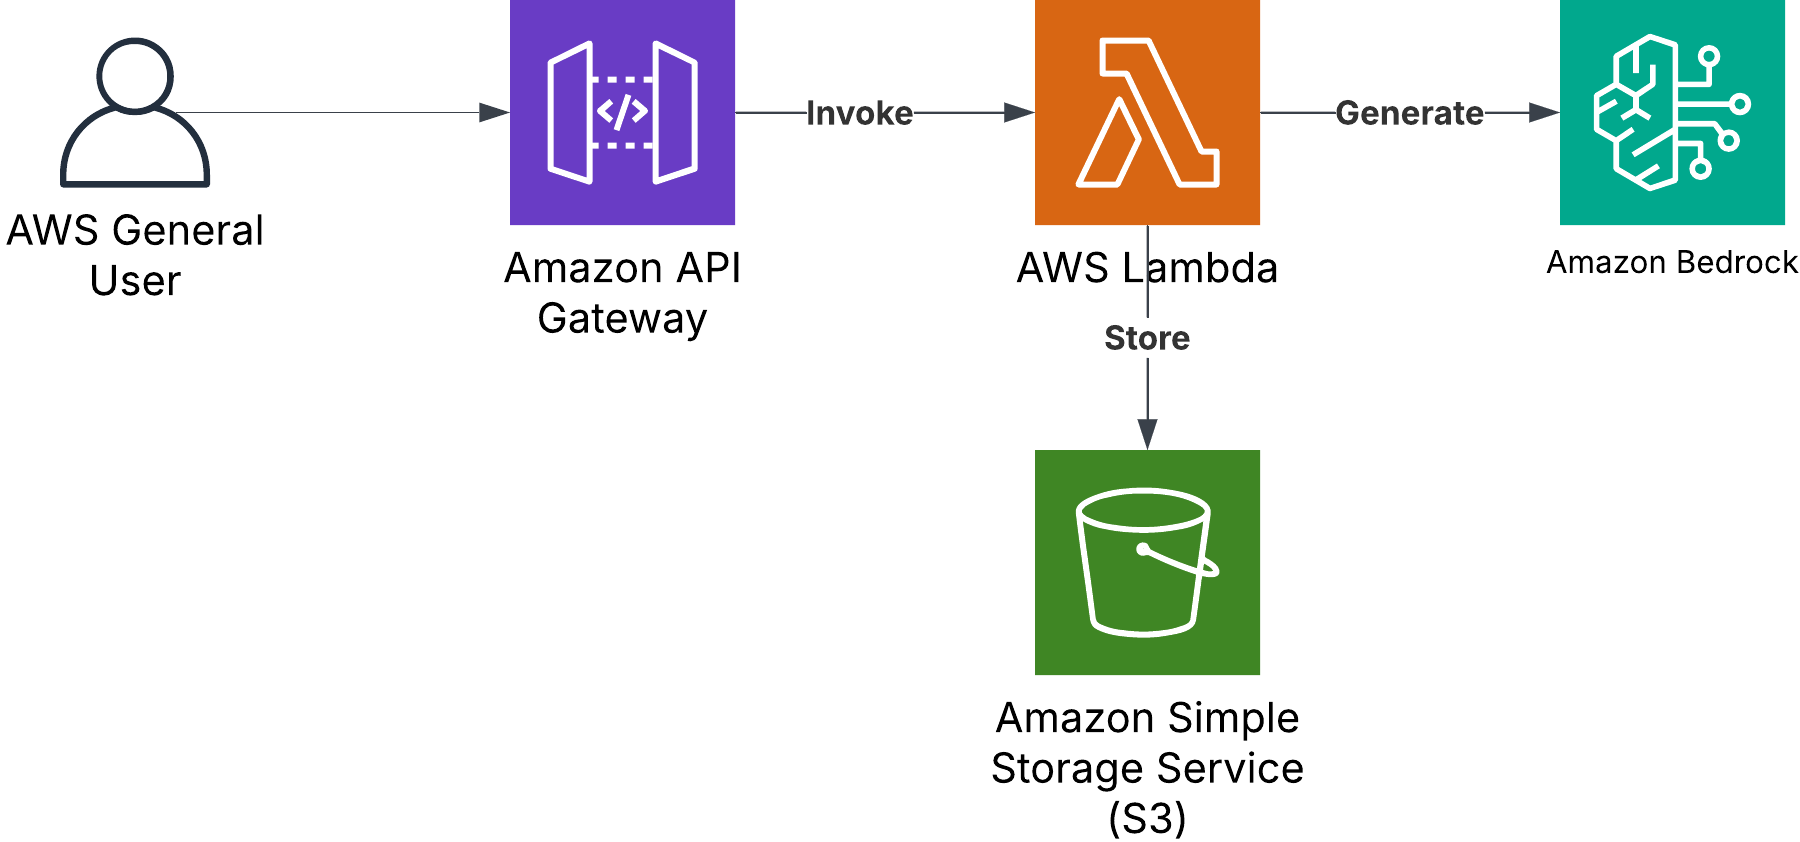 AWS General
User
</>
Amazon API
Gateway
Invoke
AWS Lambda
Generate
Amazon Bedrock
Store
Amazon Simple
Storage Service
(S3)